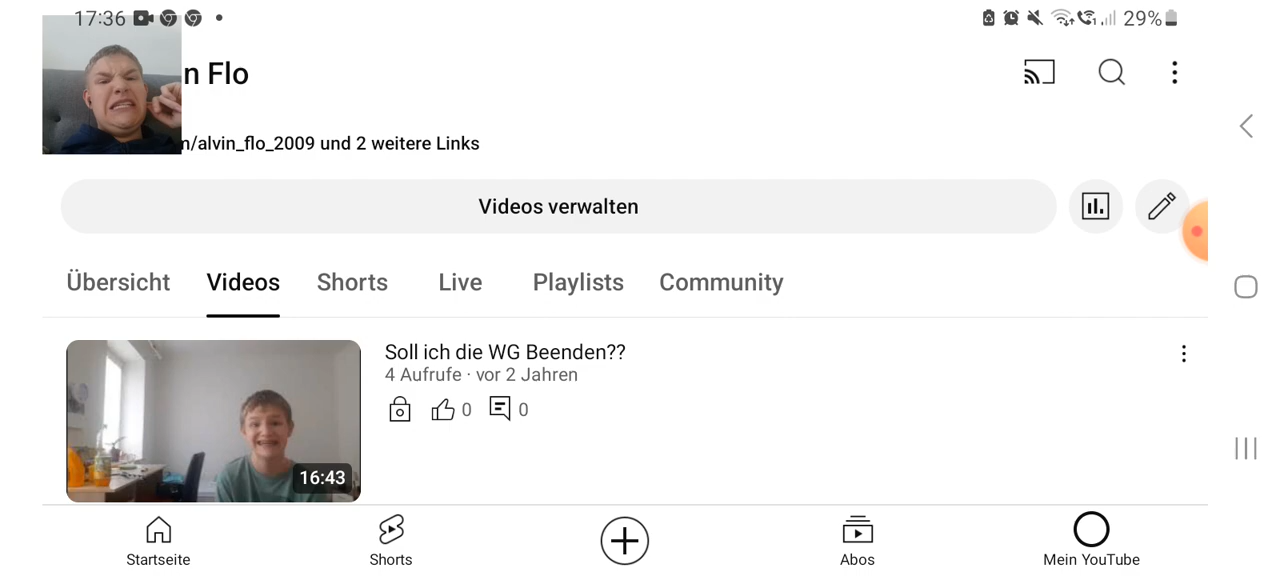 17:36
29%
n Flo
n/alvin_flo_2009 und 2 weitere Links
Videos verwalten
Übersicht Videos Shorts Live Playlists Community
Soll ich die WG Beenden??
4 Aufrufe · vor 2 Jahren
0 0
16:43
Startseite Shorts Abos Mein YouTube